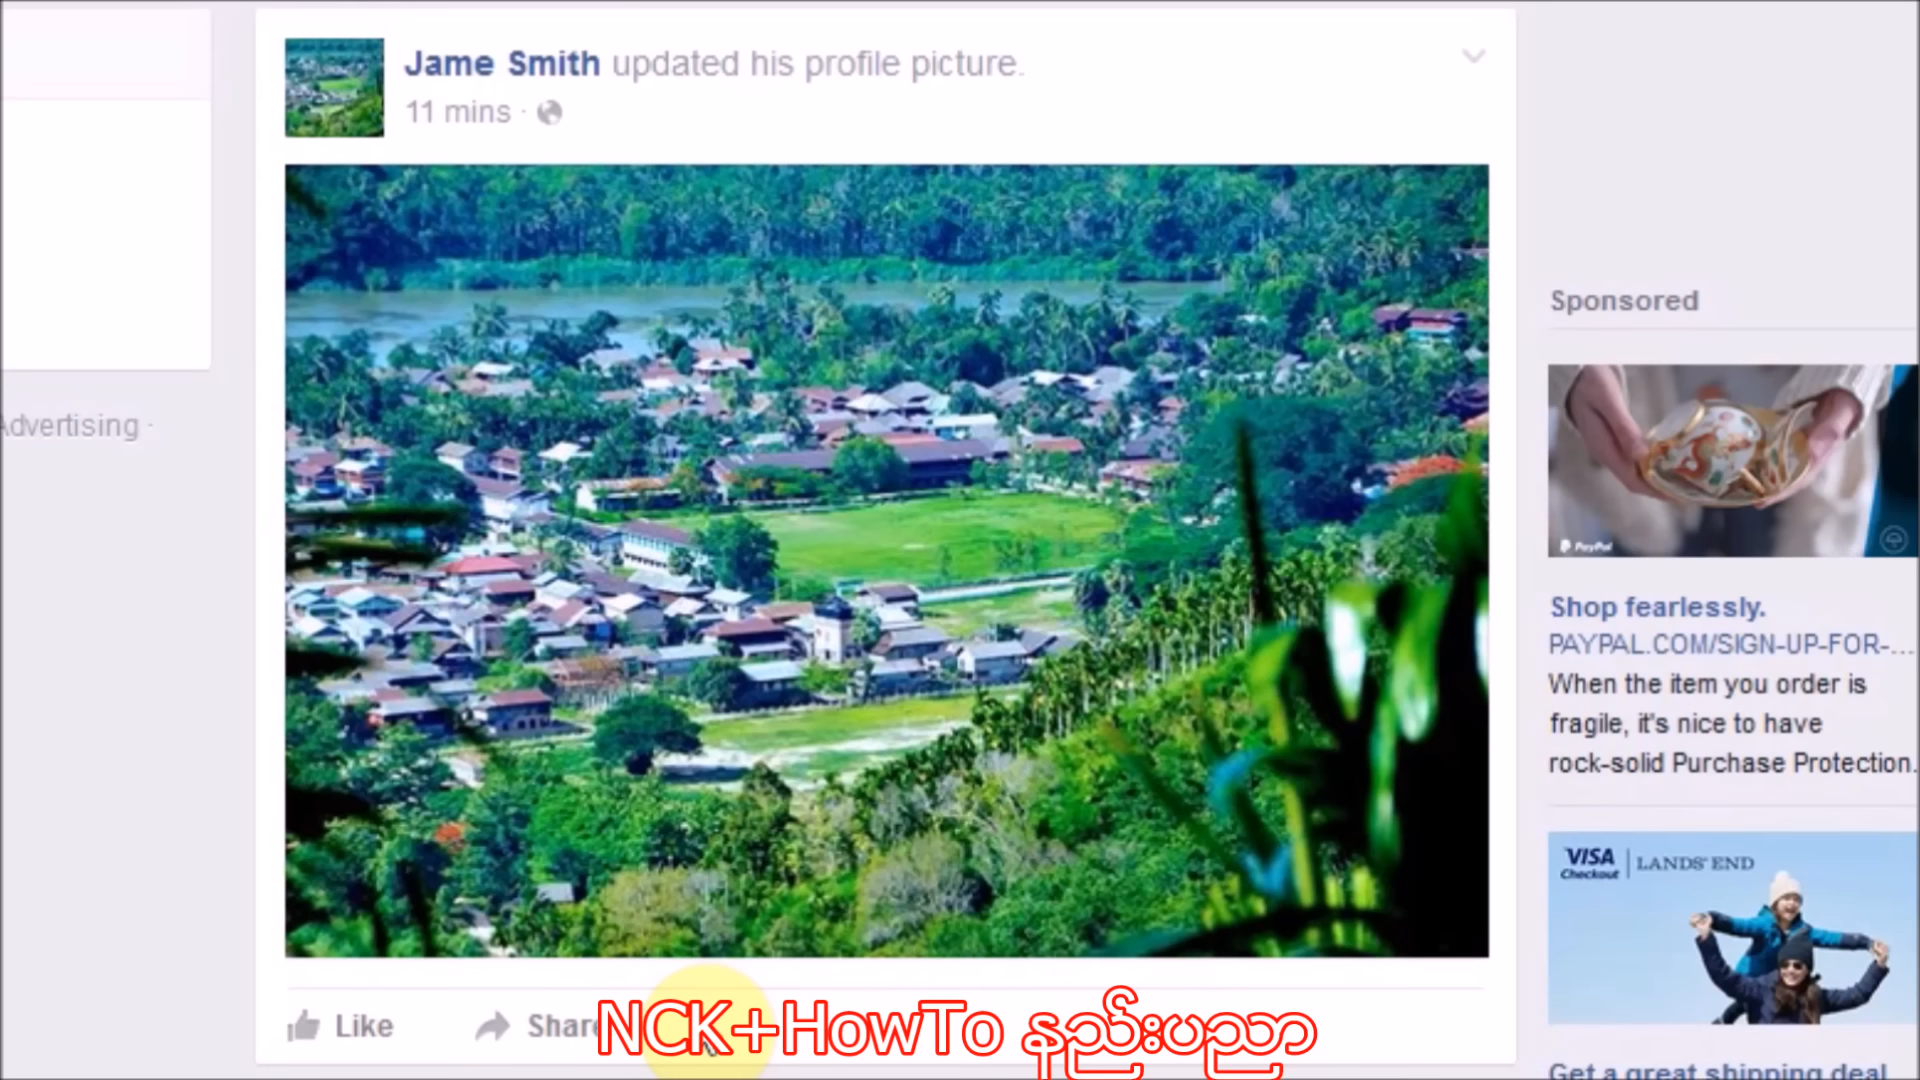 Jame Smith updated his profile picture.
11 mins ·
Advertising ·
Sponsored
PayPal
Shop fearlessly.
PAYPAL.COM/SIGN-UP-FOR-...
When the item you order is
fragile, it's nice to have
rock-solid Purchase Protection.
VISA
Checkout
LANDS' END
Get a great shipping deal
Like
Share
NCK+HowTo နည်းပညာ